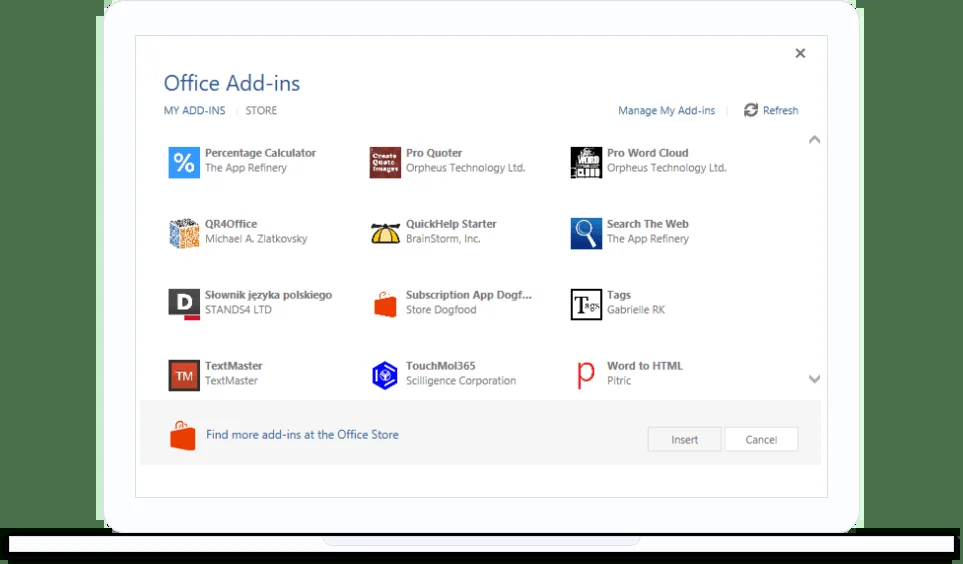 Office Add-ins
MY ADD-INS STORE Manage My Add-ins Refresh
% Percentage Calculator
The App Refinery
Create Quote Images Pro Quoter
Orpheus Technology Ltd.
WORD CLOUD Pro Word Cloud
Orpheus Technology Ltd.
QR4Office
Michael A. Zlatkovsky
QuickHelp Starter
BrainStorm, Inc.
Search The Web
The App Refinery
D Słownik języka polskiego
STANDS4 LTD
Subscription App Dogf...
Store Dogfood
Tags Tags
Gabrielle RK
TM TextMaster
TextMaster
TouchMol365
Scilligence Corporation
p Word to HTML
Pitric
Find more add-ins at the Office Store
Insert Cancel